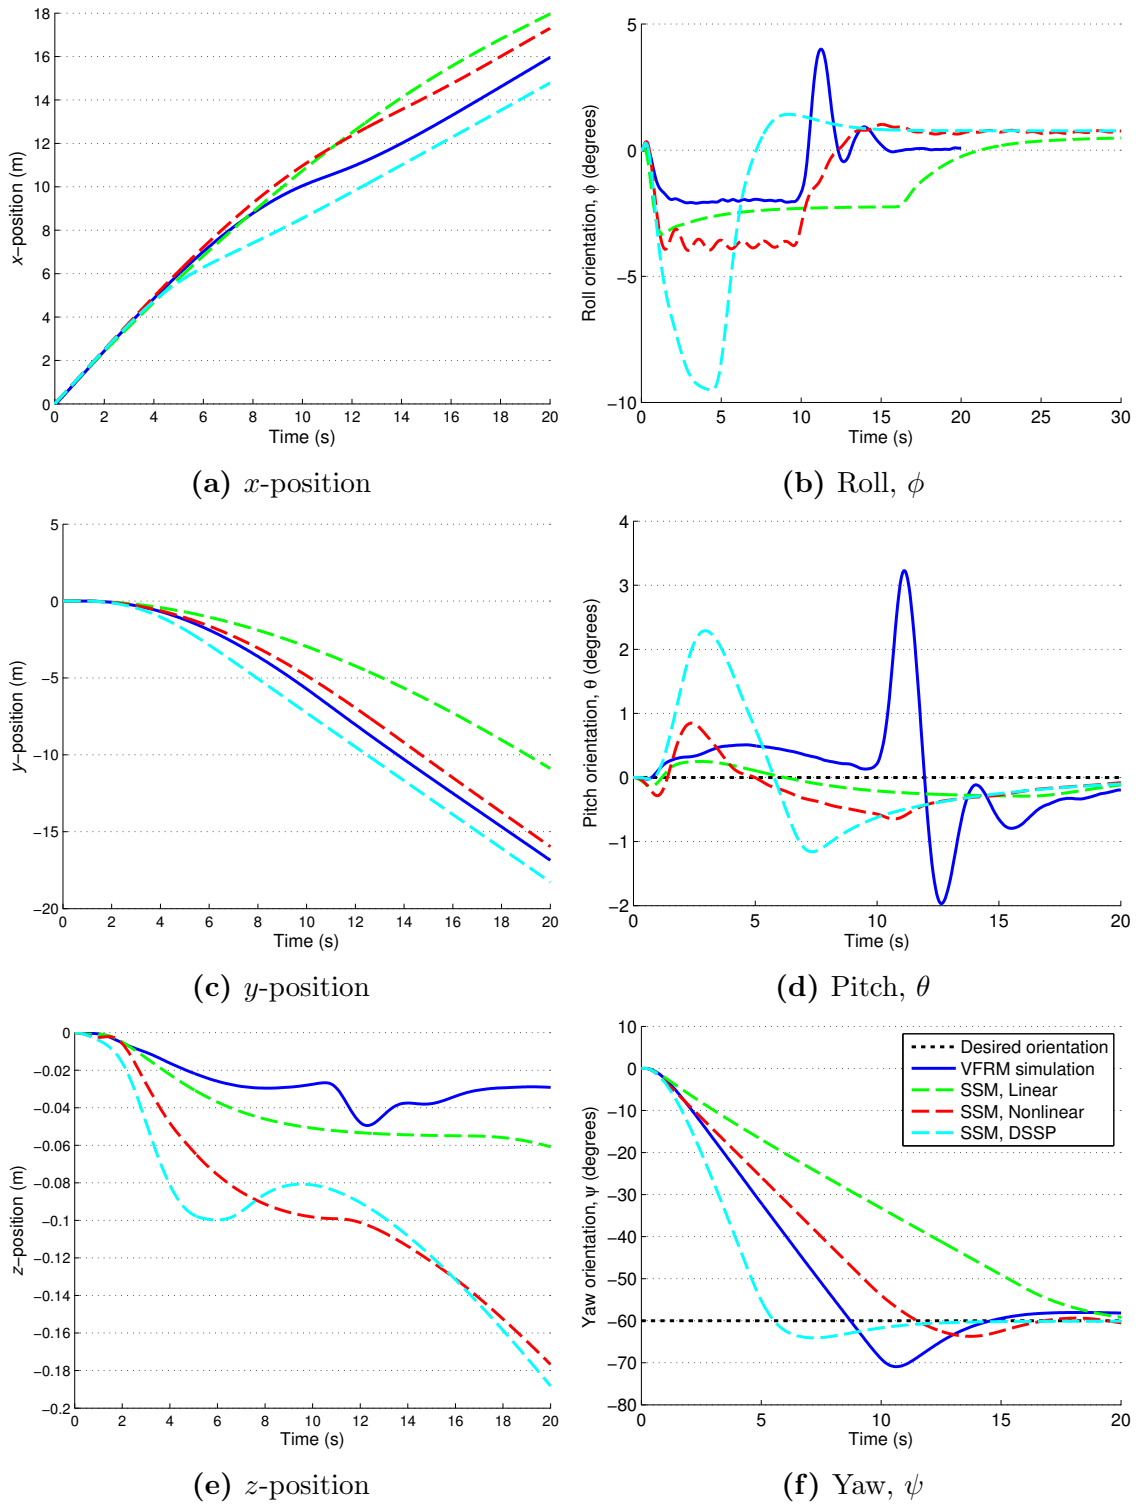 18
16
14
12
10
8
6
4
2
0
x−position (m)
0 2 4 6 8 10 12 14 16 18 20
Time (s)
(a) x-position
5
0
−5
−10
Roll orientation, ϕ (degrees)
0 5 10 15 20 25 30
Time (s)
(b) Roll, ϕ
5
0
−5
−10
−15
−20
y−position (m)
0 2 4 6 8 10 12 14 16 18 20
Time (s)
(c) y-position
4
3
2
1
0
−1
−2
Pitch orientation, θ (degrees)
0 5 10 15 20
Time (s)
(d) Pitch, θ
0
−0.02
−0.04
−0.06
−0.08
−0.1
−0.12
−0.14
−0.16
−0.18
−0.2
z−position (m)
0 2 4 6 8 10 12 14 16 18 20
Time (s)
(e) z-position
10
0
−10
−20
−30
−40
−50
−60
−70
−80
Yaw orientation, ψ (degrees)
Desired orientation
VFRM simulation
SSM, Linear
SSM, Nonlinear
SSM, DSSP
0 5 10 15 20
Time (s)
(f) Yaw, ψ